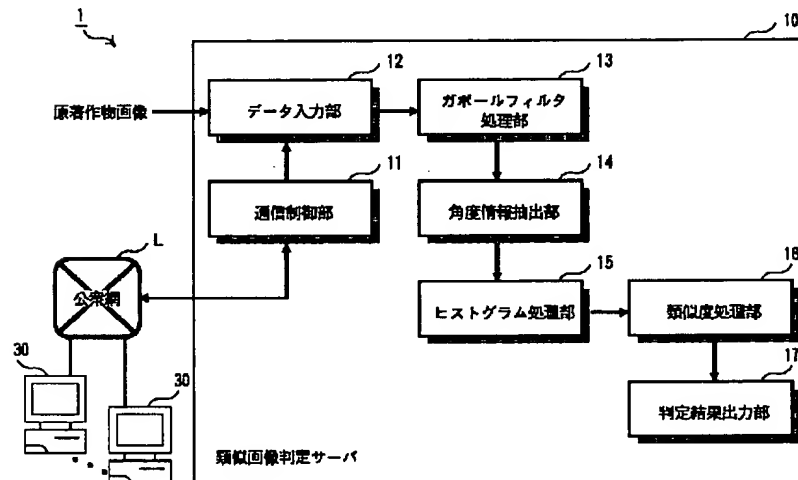 1
10
12
13
原著作物画像
データ入力部
ガボールフィルタ
処理部
11
14
通信制御部
角度情報抽出部
L
15
16
公衆網
ヒストグラム処理部
類似度処理部
30
30
17
判定結果出力部
類似画像判定サーバ